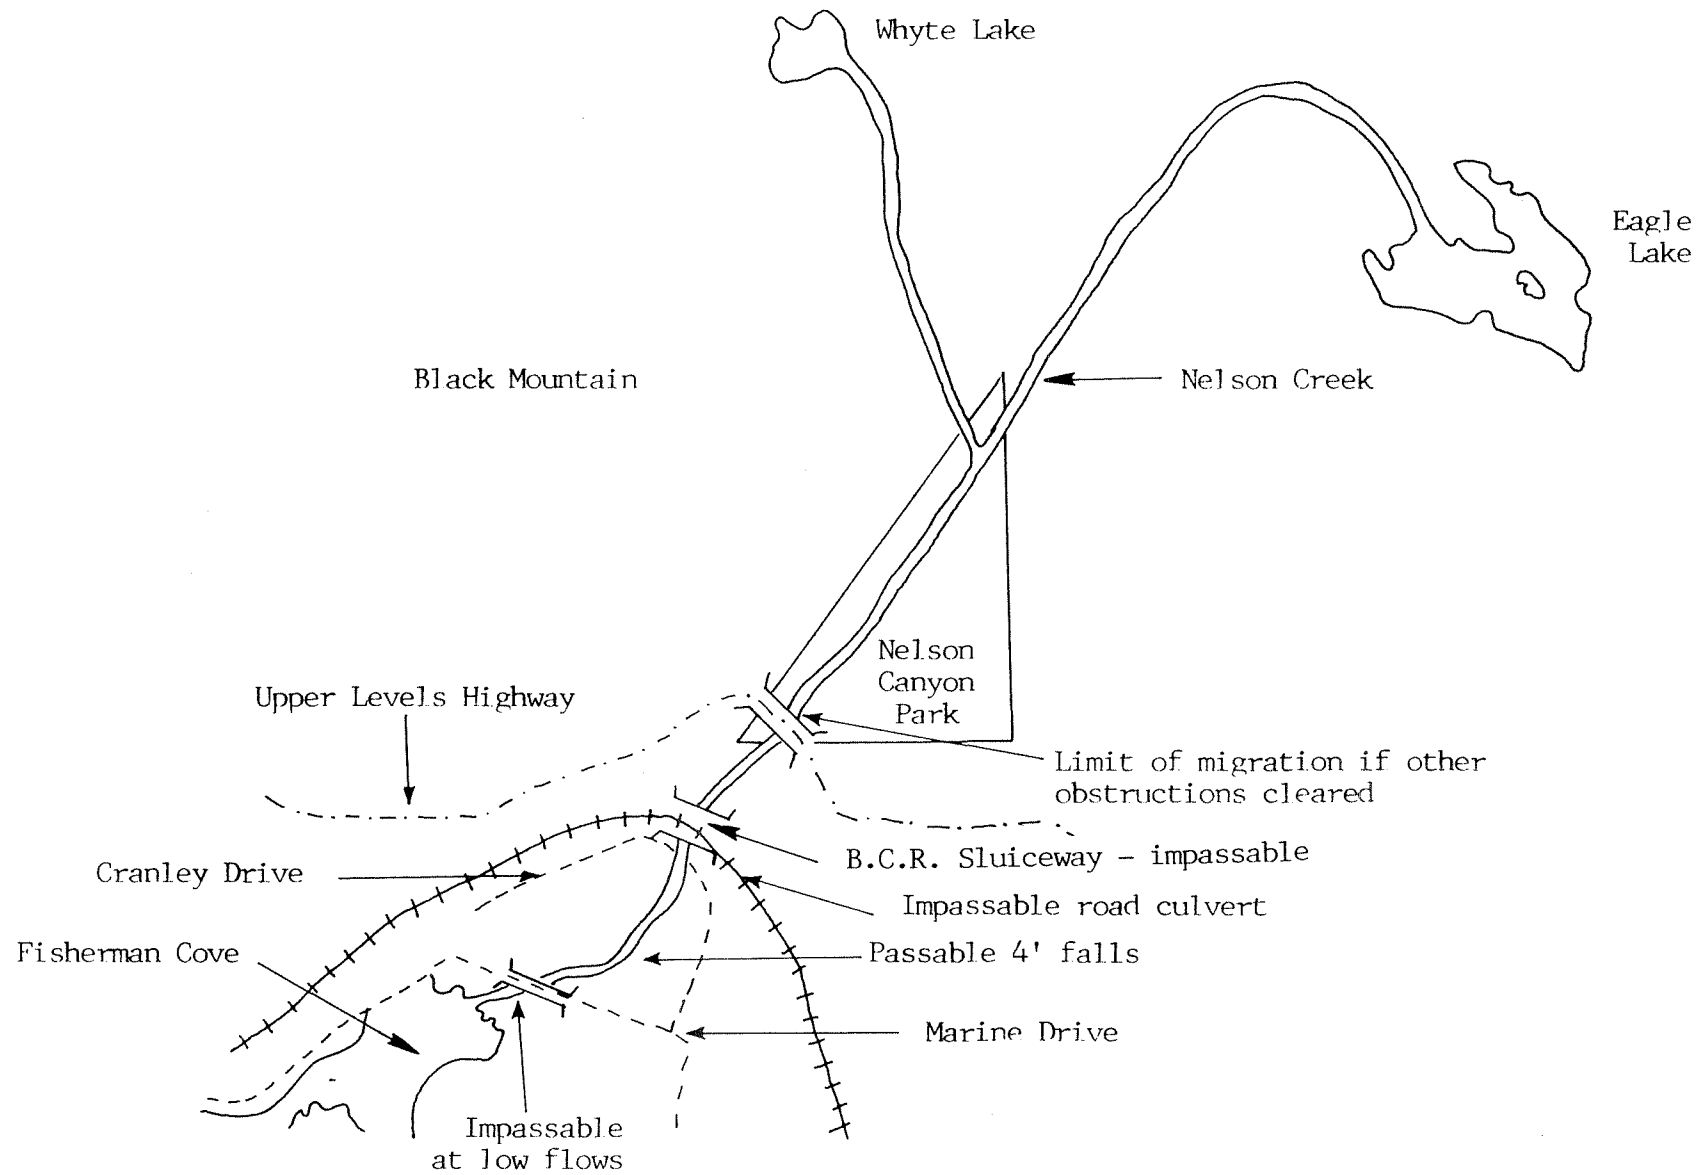 Whyte Lake
Eagle
Lake
Black Mountain
Nelson Creek
Nelson
Canyon
Park
Upper Levels Highway
Limit of migration if other
obstructions cleared
B.C.R. Sluiceway - impassable
Cranley Drive
Impassable road culvert
Fisherman Cove
Passable 4' falls
Marine Drive
Impassable
at low flows